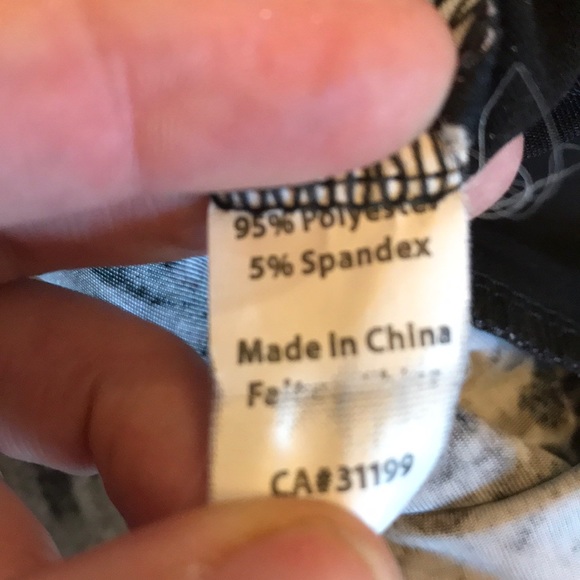 95% Polyester
5% Spandex
Made in China
CA#31199